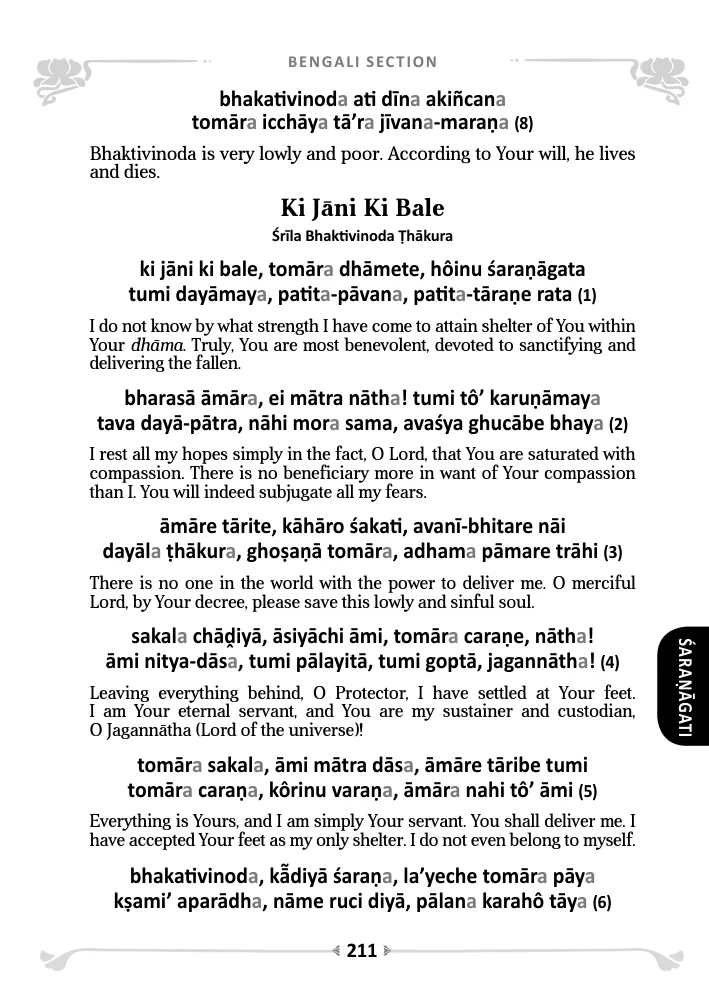 BENGALI SECTION
bhakativinoda ati dīna akiñcana
tomāra icchāya tā’ra jīvana-maraṇa (8)
Bhaktivinoda is very lowly and poor. According to Your will, he lives
and dies.
Ki Jāni Ki Bale
Śrīla Bhaktivinoda Ṭhākura
ki jāni ki bale, tomāra dhāmete, hôinu śaraṇāgata
tumi dayāmaya, patita-pāvana, patita-tāraṇe rata (1)
I do not know by what strength I have come to attain shelter of You within
Your dhāma. Truly, You are most benevolent, devoted to sanctifying and
delivering the fallen.
bharasā āmāra, ei mātra nātha! tumi tô’ karuṇāmaya
tava dayā-pātra, nāhi mora sama, avaśya ghucābe bhaya (2)
I rest all my hopes simply in the fact, O Lord, that You are saturated with
compassion. There is no beneficiary more in want of Your compassion
than I. You will indeed subjugate all my fears.
āmāre tārite, kāhāro śakati, avanī-bhitare nāi
dayāla ṭhākura, ghoṣaṇā tomāra, adhama pāmare trāhi (3)
There is no one in the world with the power to deliver me. O merciful
Lord, by Your decree, please save this lowly and sinful soul.
sakala chāḍ̮iyā, āsiyāchi āmi, tomāra caraṇe, nātha!
āmi nitya-dāsa, tumi pālayitā, tumi goptā, jagannātha! (4)
Leaving everything behind, O Protector, I have settled at Your feet.
I am Your eternal servant, and You are my sustainer and custodian,
O Jagannātha (Lord of the universe)!
tomāra sakala, āmi mātra dāsa, āmāre tāribe tumi
tomāra caraṇa, kôrinu varaṇa, āmāra nahi tô’ āmi (5)
Everything is Yours, and I am simply Your servant. You shall deliver me. I
have accepted Your feet as my only shelter. I do not even belong to myself.
bhakativinoda, kā̐diyā śaraṇa, la’yeche tomāra pāya
kṣami’ aparādha, nāme ruci diyā, pālana karahô tāya (6)
ŚARAṆĀGATI
211